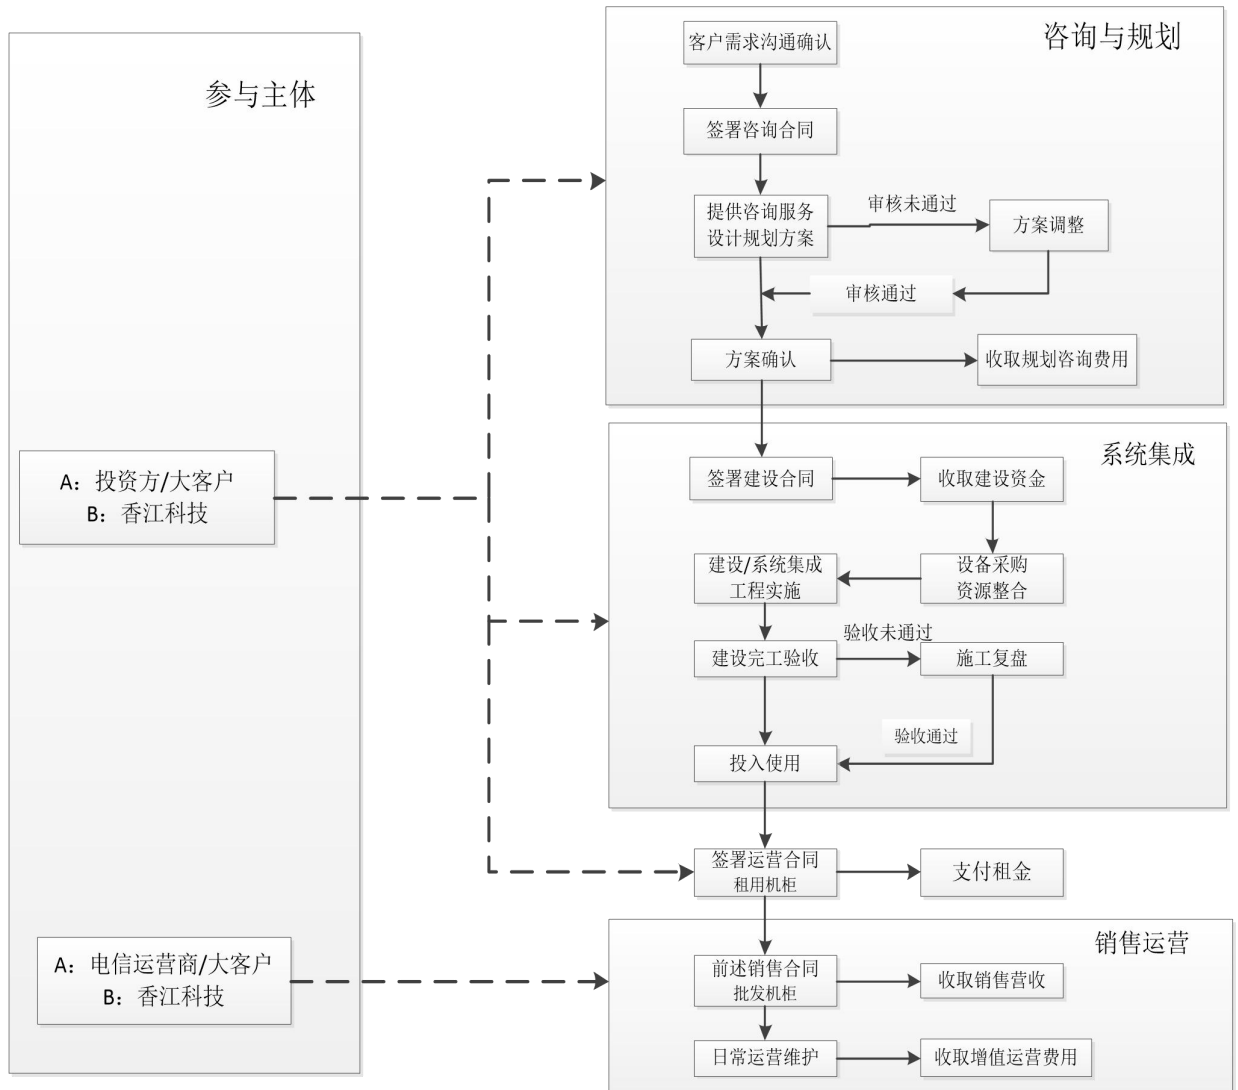 参与主体
A：投资方/大客户
B：香江科技
A：电信运营商/大客户
B：香江科技
咨询与规划
客户需求沟通确认
签署咨询合同
提供咨询服务
设计规划方案
审核未通过
方案调整
审核通过
方案确认
收取规划咨询费用
系统集成
签署建设合同
收取建设资金
设备采购
资源整合
建设/系统集成
工程实施
建设完工验收
验收未通过
施工复盘
验收通过
投入使用
签署运营合同
租用机柜
支付租金
销售运营
前述销售合同
批发机柜
收取销售营收
日常运营维护
收取增值运营费用